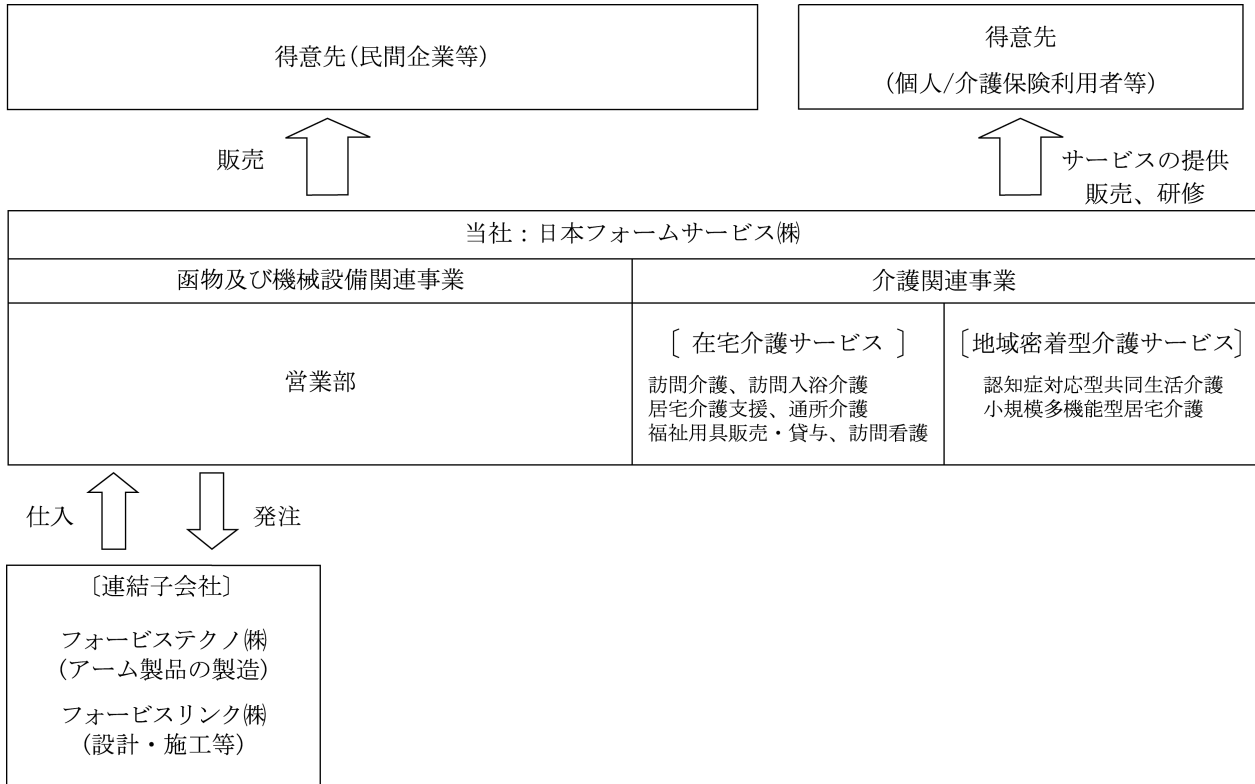 得意先(民間企業等)
得意先
(個人/介護保険利用者等)
販売
サービスの提供
販売、研修
当社：日本フォームサービス㈱
函物及び機械設備関連事業
介護関連事業
営業部
〔 在宅介護サービス 〕
訪問介護、訪問入浴介護
居宅介護支援、通所介護
福祉用具販売・貸与、訪問看護
〔地域密着型介護サービス〕
認知症対応型共同生活介護
小規模多機能型居宅介護
仕入
発注
〔連結子会社〕
フォービステクノ㈱
(アーム製品の製造)
フォービスリンク㈱
(設計・施工等)